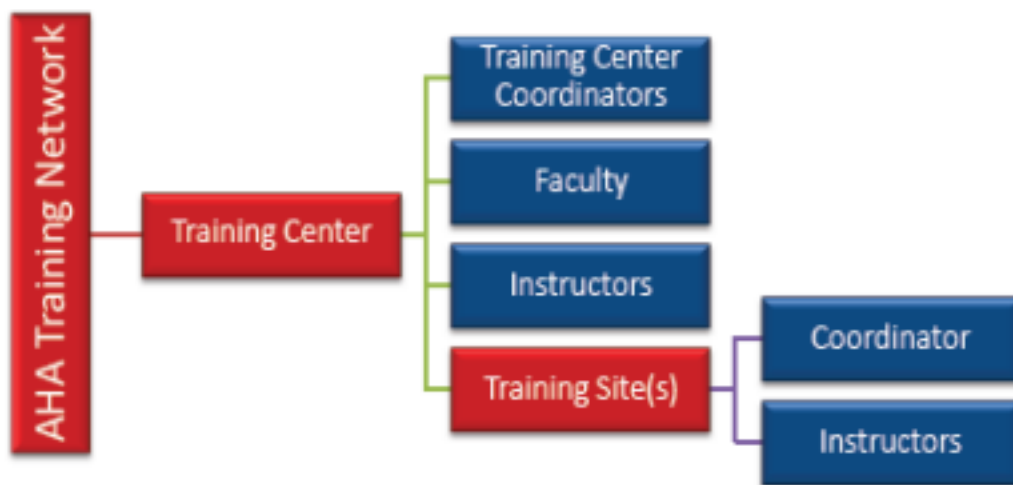 AHA Training Network
Training Center
Training Center
Coordinators
Faculty
Instructors
Training Site(s)
Coordinator
Instructors